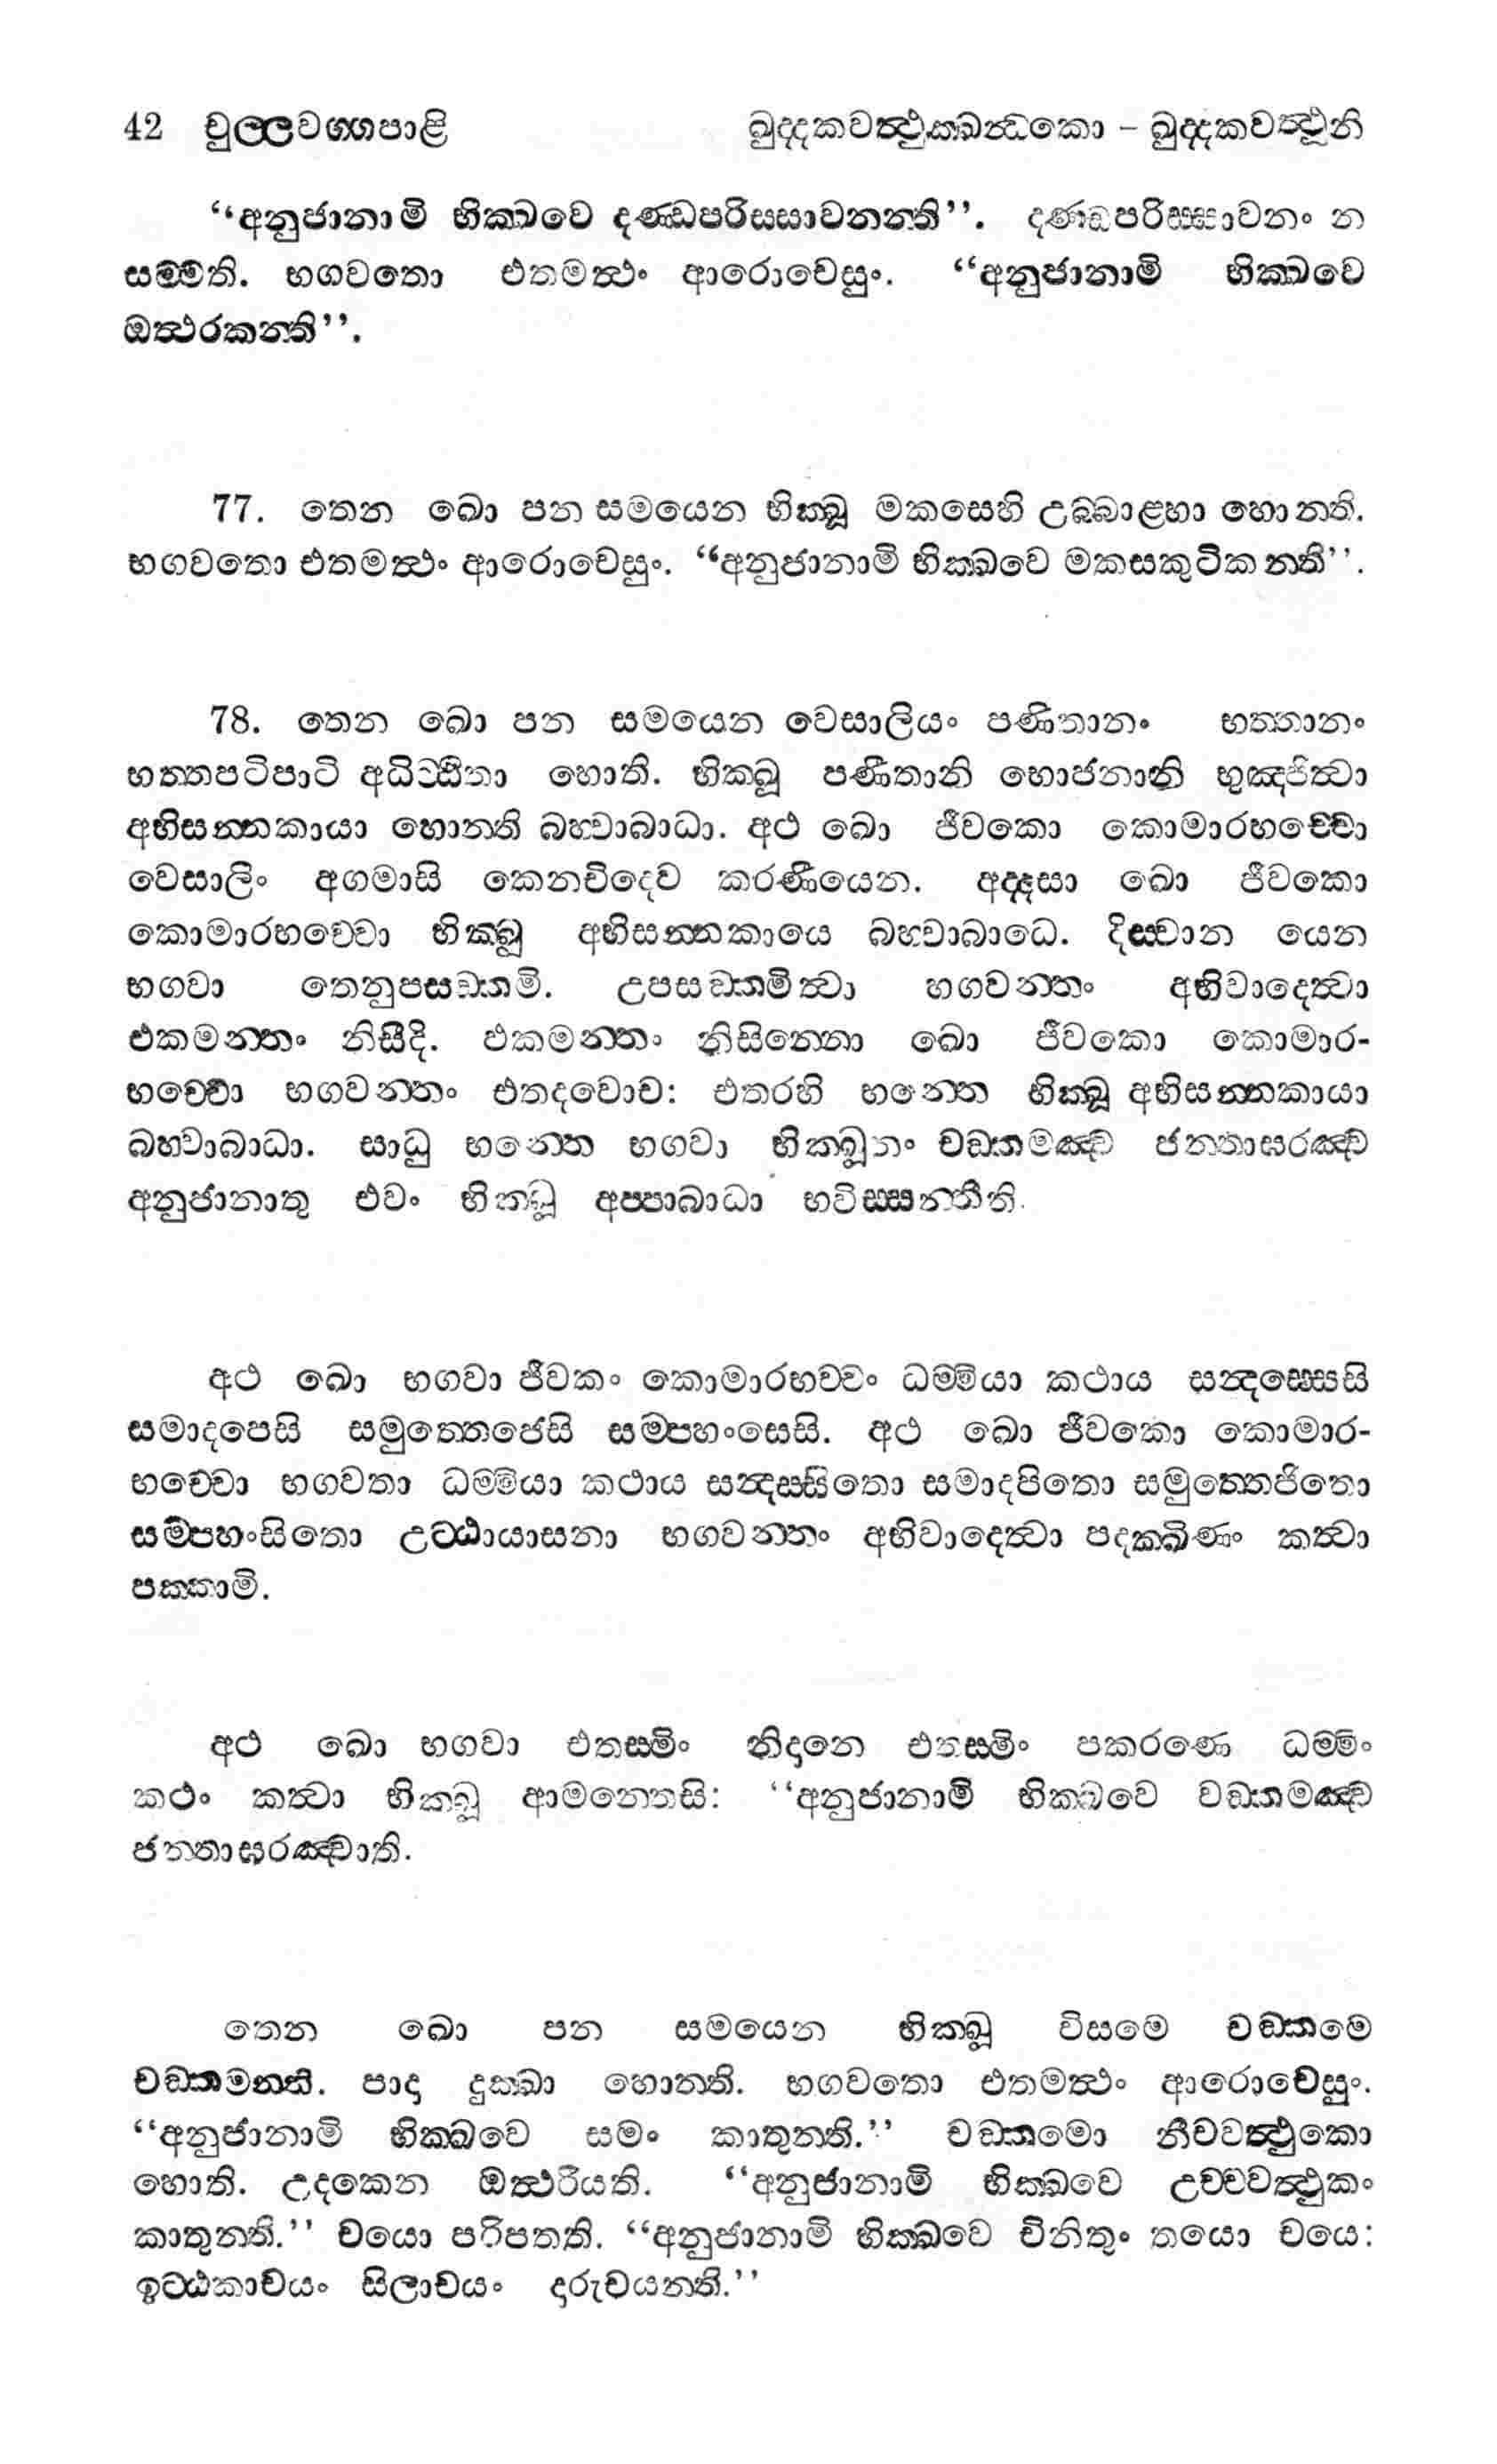 42 චුල්ලවග්ගපාළි ඛුද්දකවත්ථුක්ඛන්ධකො – ඛුද්දකවත්ථූනි
‘‘අනුජානාමි භික්ඛවෙ දණ්ඩපරිස්සාවනන්ති’’. දණ්ඩපරිස්සාවනං න
සම්මති. භගවතො එතමත්ථං ආරොචෙසුං. ‘‘අනුජානාමි භික්ඛවෙ
ඔත්ථරකන්ති’’.
77. තෙන ඛො පන සමයෙන භික්ඛූ මකසෙහි උබ්බාළ්හා හොන්ති.
භගවතො එතමත්ථං ආරොචෙසුං. ‘‘අනුජානාමි භික්ඛවෙ මකසකුටිකන්ති’’.
78. තෙන ඛො පන සමයෙන වෙසාලියං පණිතානං භත්තානං
භත්තපටිපාටි අධිට්ඨිතා හොති. භික්ඛූ පණීතානි භොජනානි භුඤ්ජිත්වා
අභිසන්නකායා හොන්ති බහ්වාබාධා. අථ ඛො ජීවකො කොමාරභච්චො
වෙසාලිං අගමාසි කෙනචිදෙව කරණීයෙන. අද්දසා ඛො ජීවකො
කොමාරභච්චො භික්ඛූ අභිසන්නකායෙ බහ්වාබාධෙ. දිස්වාන යෙන
භගවා තෙනුපසඞ්කමි. උපසඞ්කමිත්වා භගවන්තං අභිවාදෙත්වා
එකමන්තං නිසීදි. එකමන්තං නිසින්නො ඛො ජීවකො කොමාර-
භච්චො භගවන්තං එතදවොච: එතරහි භන්තෙ භික්ඛූ අභිසන්නකායා
බහ්වාබාධා. සාධු භන්තෙ භගවා භික්ඛූනං චඞ්කමඤ්ච ජන්තාඝරඤ්ච
අනුජානාතු එවං භික්ඛූ අප්පාබාධා භවිස්සන්තීති.
අථ ඛො භගවා ජීවකං කොමාරභච්චං ධම්මියා කථාය සන්දස්සෙසි
සමාදපෙසි සමුත්තෙජෙසි සම්පහංසෙසි. අථ ඛො ජීවකො කොමාර-
භච්චො භගවතා ධම්මියා කථාය සන්දස්සිතො සමාදපිතො සමුත්තෙජිතො
සම්පහංසිතො උට්ඨායාසනා භගවන්තං අභිවාදෙත්වා පදක්ඛිණං කත්වා
පක්කාමි.
අථ ඛො භගවා එතස්මිං නිදානෙ එතස්මිං පකරණෙ ධම්මිං
කථං කත්වා භික්ඛූ ආමන්තෙසි: ‘‘අනුජානාමි භික්ඛවෙ චඞ්කමඤ්ච
ජන්තාඝරඤ්චාති.
තෙන ඛො පන සමයෙන භික්ඛූ විසමෙ චඞ්කමෙ
චඞ්කමන්ති. පාදා දුක්ඛා හොන්ති. භගවතො එතමත්ථං ආරොචෙසුං.
‘‘අනුජානාමි භික්ඛවෙ සමං කාතුන්ති.’’ චඞ්කමො නීචවත්ථුකො
හොති. උදකෙන ඔත්ථරීයති. ‘‘අනුජානාමි භික්ඛවෙ උච්චවත්ථුකං
කාතුන්ති.’’ චයො පරිපතති. ‘‘අනුජානාමි භික්ඛවෙ චිනිතුං තයො චයෙ:
ඉට්ඨකාචයං සිලාචයං දාරුචයන්ති.’’